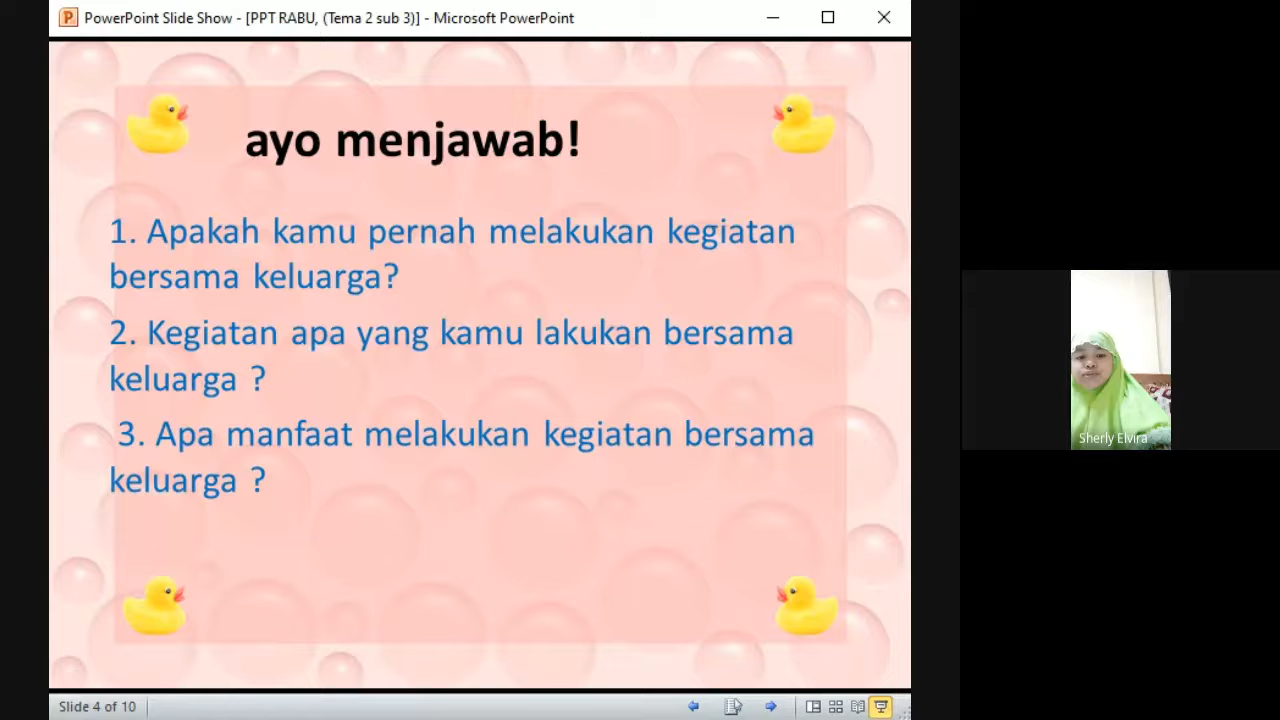 PowerPoint Slide Show - [PPT RABU, (Tema 2 sub 3)] - Microsoft PowerPoint
ayo menjawab!
1. Apakah kamu pernah melakukan kegiatan
bersama keluarga?
2. Kegiatan apa yang kamu lakukan bersama
keluarga ?
3. Apa manfaat melakukan kegiatan bersama
keluarga ?
Sherly Elvira
Slide 4 of 10